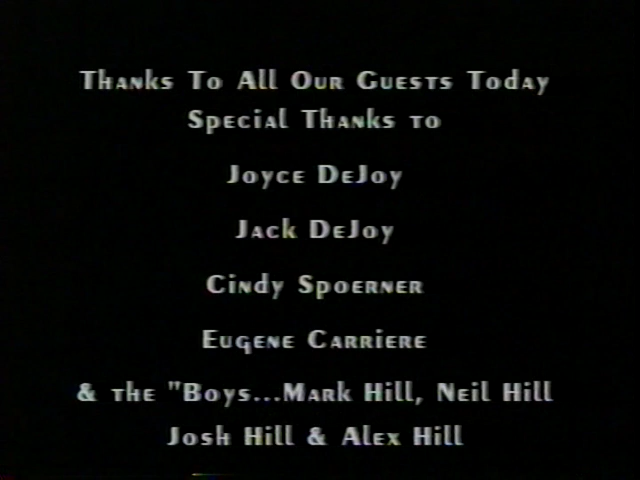 Thanks To All Our Guests Today
Special Thanks to
Joyce DeJoy
Jack DeJoy
Cindy Spoerner
Eugene Carriere
& the "Boys...Mark Hill, Neil Hill
Josh Hill & Alex Hill